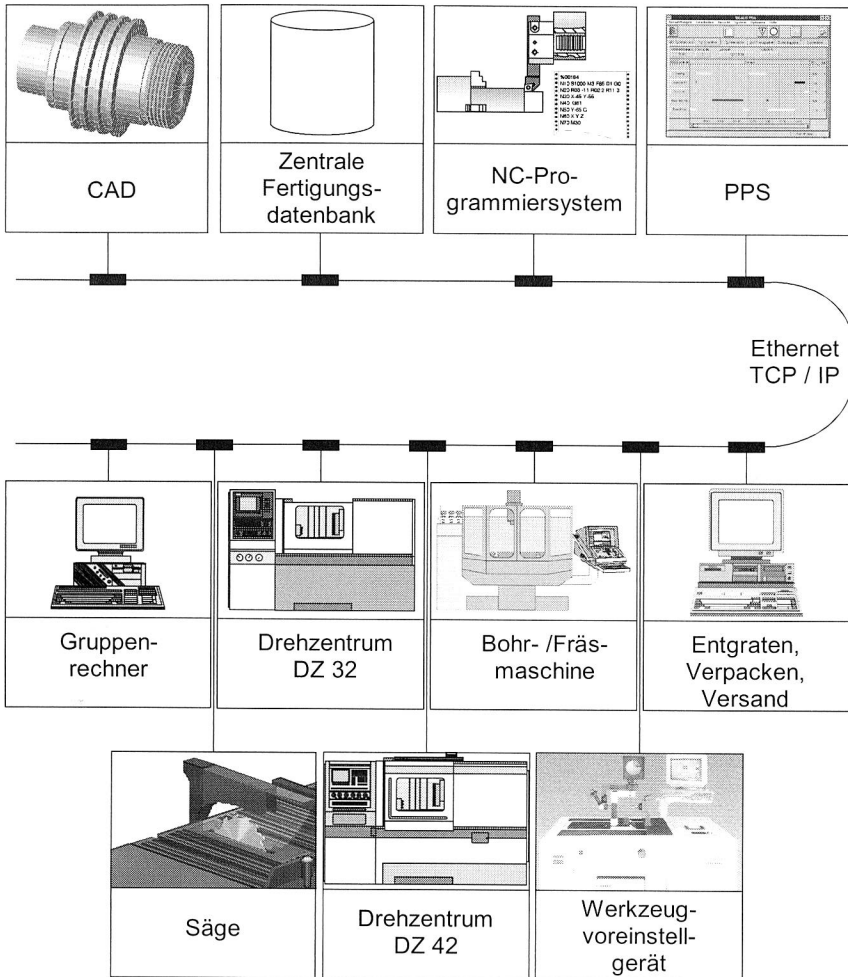 %00164
CAD
Zentrale
Fertigungs-
datenbank
NC-Pro-
grammiersystem
PPS
Ethernet
TCP / IP
Gruppen-
rechner
Drehzentrum
DZ 32
Bohr- /Fräs-
maschine
Entgraten,
Verpacken,
Versand
Säge
Drehzentrum
DZ 42
Werkzeug-
voreinstell-
gerät